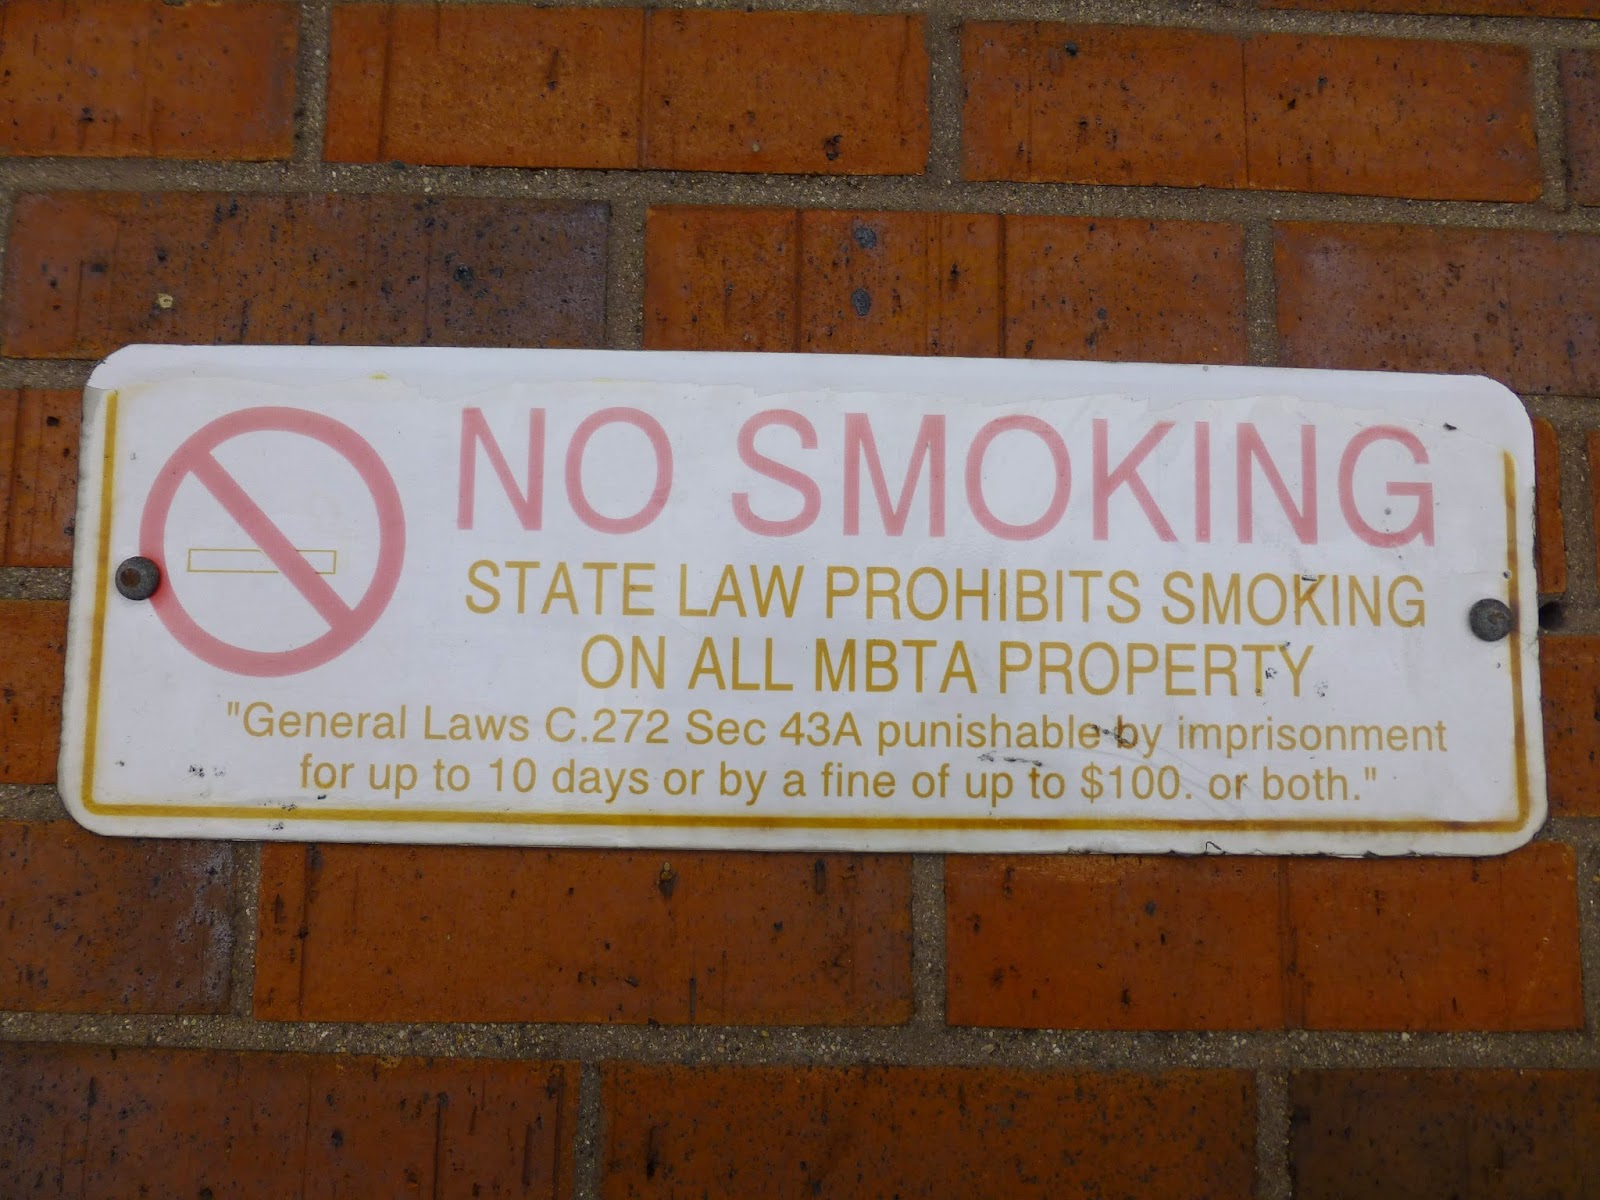 NO SMOKING
STATE LAW PROHIBITS SMOKING
ON ALL MBTA PROPERTY
"General Laws C.272 Sec 43A punishable by imprisonment
for up to 10 days or by a fine of up to $100. or both."